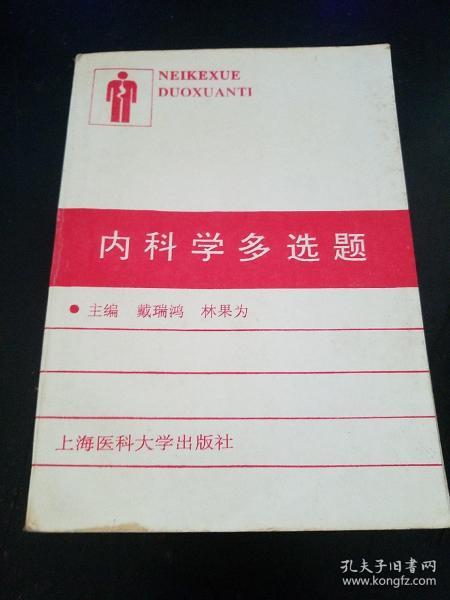 NEIKEXUE
DUOXUANTI
内科学多选题
• 主编 戴瑞鸿 林果为
上海医科大学出版社
孔夫子旧书网
www.kongfz.com